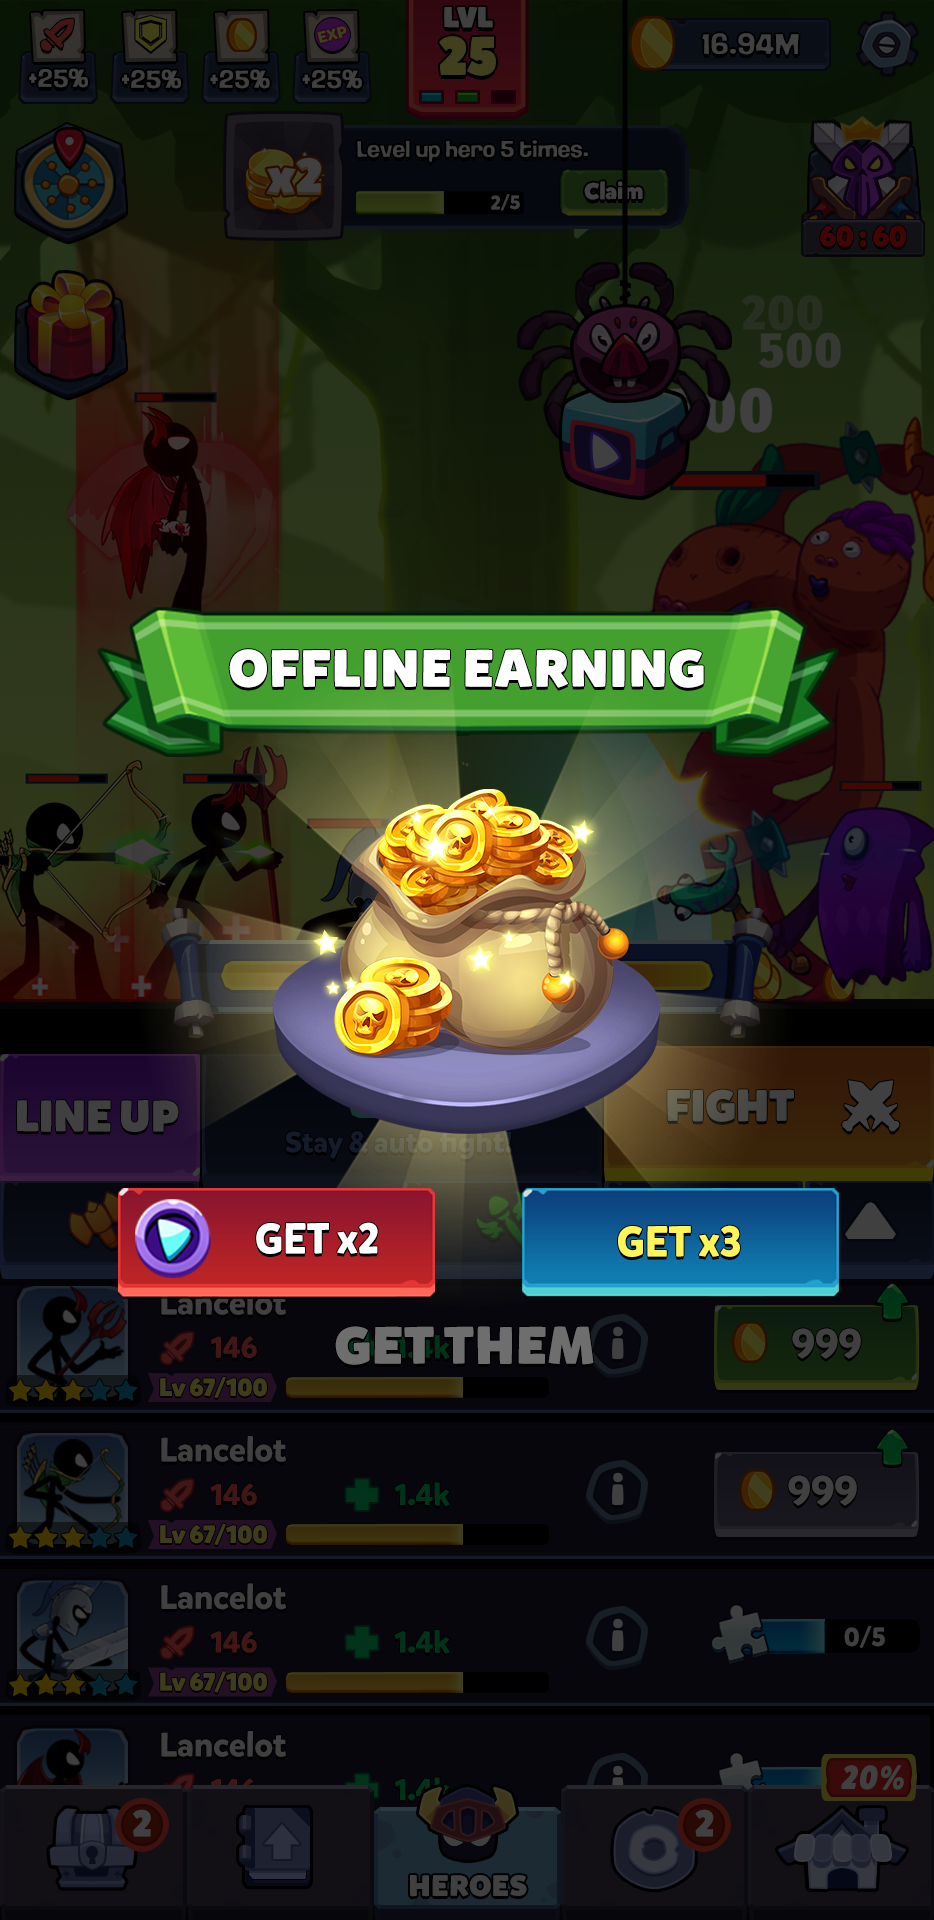 EXP
+25%
+25%
+25%
+25%
LVL
25
16.94M
x2
Level up hero 5 times.
2/5
Claim
60:60
200
500
OFFLINE EARNING
LINE UP
Stay & auto fight.
FIGHT
GET x2
GET x3
GET THEM
Lancelot
146
Lv 67/100
999
Lancelot
146
1.4k
Lv 67/100
999
Lancelot
146
1.4k
Lv 67/100
0/5
Lancelot
20%
2
HEROES
2